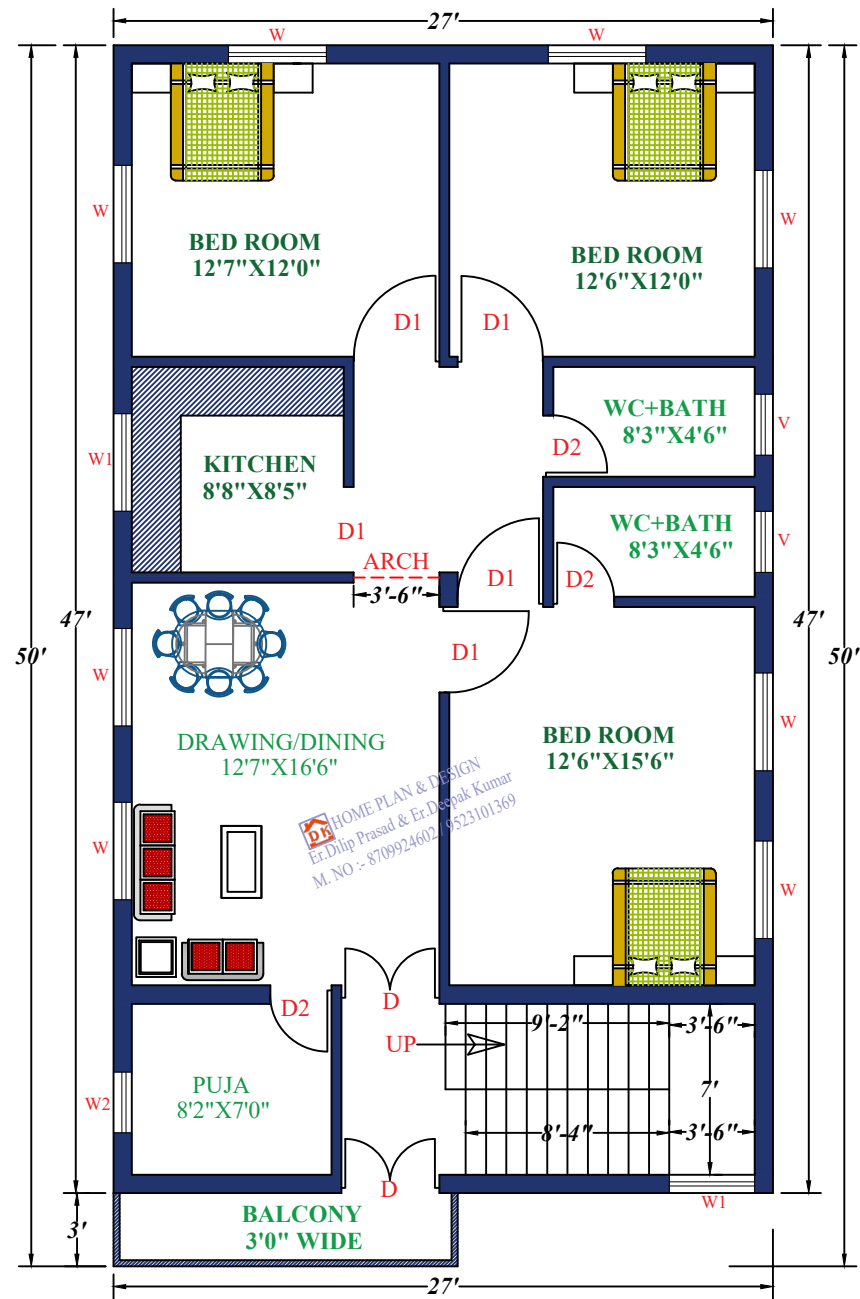 27'
W
W
W
W
BED ROOM
12'7"X12'0"
BED ROOM
12'6"X12'0"
D1
D1
WC+BATH
8'3"X4'6"
V
D2
KITCHEN
8'8"X8'5"
W1
D1
ARCH
3'-6"
WC+BATH
8'3"X4'6"
V
D1
D2
47'
50'
47'
50'
W
D1
W
DRAWING/DINING
12'7"X16'6"
BED ROOM
12'6"X15'6"
DK
HOME PLAN & DESIGN
Er.Dilip Prasad & Er.Deepak Kumar
M. NO :- 8709924602 / 9523101369
W
W
D2
D
UP
9'-2"
3'-6"
7'
8'-4"
3'-6"
PUJA
8'2"X7'0"
W2
D
W1
3'
BALCONY
3'0" WIDE
27'